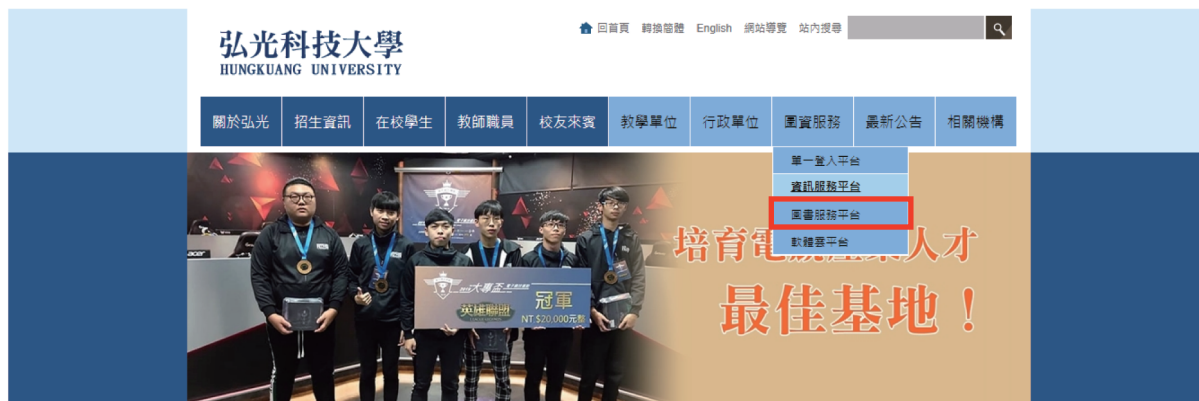 弘光科技大學
HUNGKUANG UNIVERSITY
回首頁 轉換簡體 English 網站導覽 站內搜尋
關於弘光 招生資訊 在校學生 教師職員 校友來賓 教學單位 行政單位 圖資服務 最新公告 相關機構
單一登入平台
資訊服務平台
圖書服務平台
軟體雲平台
培育電競產業人才
最佳基地！
acer
大專盃
英雄聯盟
冠軍
NT.$20,000元整